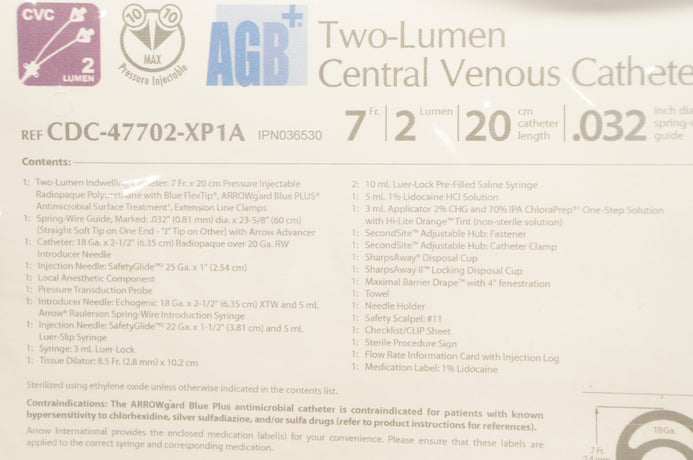 CVC
2
LUMEN
10 10
MAX
Pressure Injectable
AGB+
Two-Lumen
Central Venous Cathete
REF CDC-47702-XP1A IPN036530
7 Fr. 2 Lumen 20 cm catheter length .032 inch dia spring-w guide
Contents:
1: Two-Lumen Indwelling Catheter: 7 Fr. x 20 cm Pressure Injectable
Radiopaque Polyurethane with Blue FlexTip®, ARROWgård Blue PLUS®
Antimicrobial Surface Treatment¹, Extension Line Clamps
1: Spring-Wire Guide, Marked: .032" (0.81 mm) dia. x 23-5/8" (60 cm)
(Straight Soft Tip on One End - "J" Tip on Other) with Arrow Advancer
1: Catheter: 18 Ga. x 2-1/2" (6.35 cm) Radiopaque over 20 Ga. RW
Introducer Needle
1: Injection Needle: SafetyGlide™² 25 Ga. x 1" (2.54 cm)
1: Local Anesthetic Component
1: Pressure Transduction Probe
1: Introducer Needle: Echogenic 18 Ga. x 2-1/2" (6.35 cm) XTW and 5 mL
Arrow® Raulerson Spring-Wire Introduction Syringe
1: Injection Needle: SafetyGlide™² 22 Ga. x 1-1/2" (3.81 cm) and 5 mL
Luer-Slip Syringe
1: Syringe: 3 mL Luer-Lock
1: Tissue Dilator: 8.5 Fr. (2.8 mm) x 10.2 cm
2: 10 mL Luer-Lock Pre-Filled Saline Syringe
1: 5 mL 1% Lidocaine HCl Solution
1: 3 mL Applicator 2% CHG and 70% IPA ChloraPrep® One-Step Solution
with Hi-Lite Orange™ Tint (non-sterile solution)
1: SecondSite™ Adjustable Hub: Fastener
1: SecondSite™ Adjustable Hub: Catheter Clamp
1: SharpsAway® Disposal Cup
1: SharpsAway II™ Locking Disposal Cup
1: Maximal Barrier Drape™ with 4" fenestration
1: Towel
1: Needle Holder
1: Safety Scalpel: #11
1: Checklist/CLIP Sheet
1: Sterile Procedure Sign
1: Flow Rate Information Card with Injection Log
1: Medication Label: 1% Lidocaine
Sterilized using ethylene oxide unless otherwise indicated in the contents list.
Contraindications: The ARROWgård Blue Plus antimicrobial catheter is contraindicated for patients with known
hypersensitivity to chlorhexidine, silver sulfadiazine, and/or sulfa drugs (refer to product instructions for references).
Arrow International provides the enclosed medication label(s) for your convenience. Please ensure that these labels are
applied to the correct syringe and corresponding medication.
18 Ga.
7 Fr.